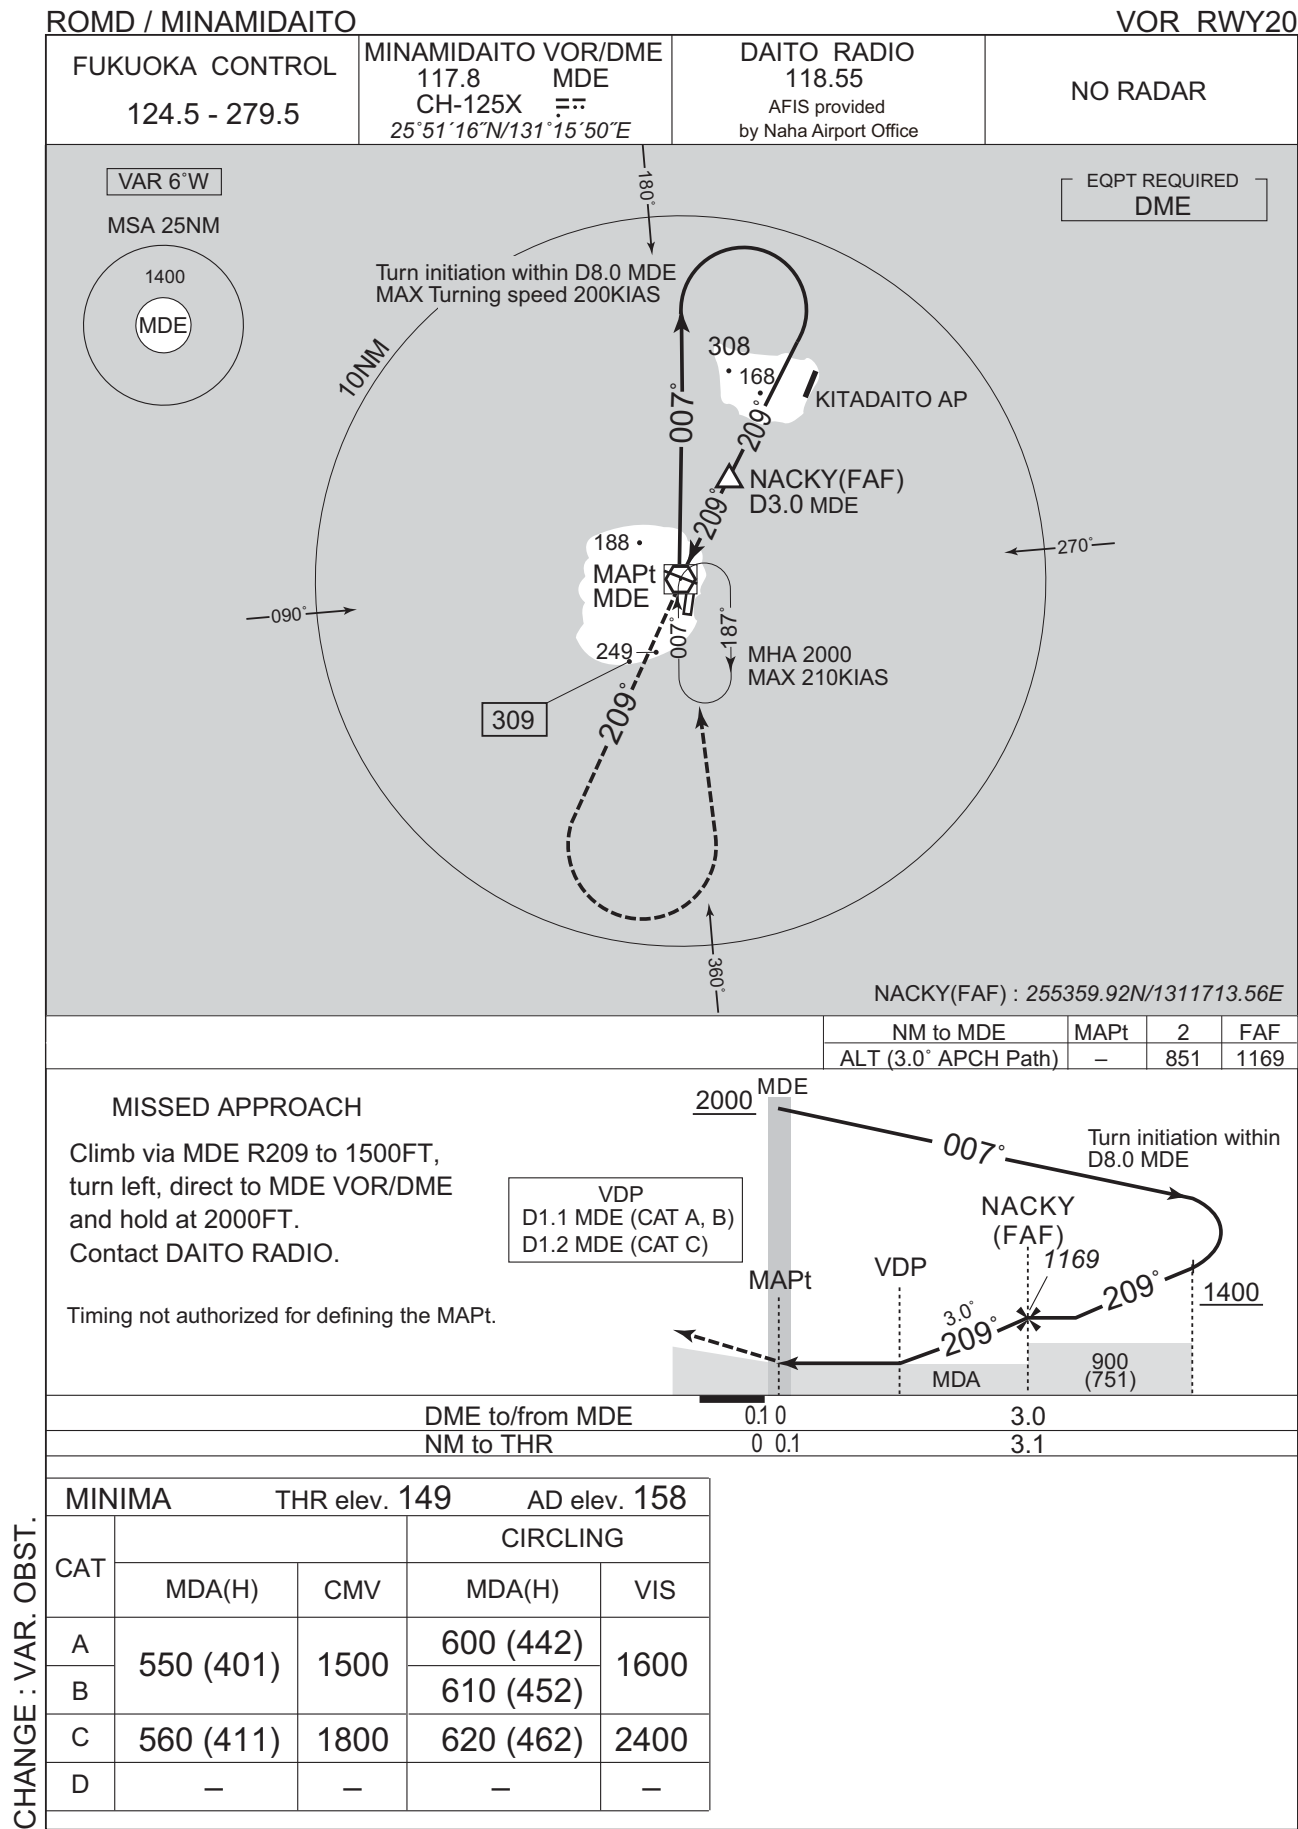 ROMD / MINAMIDAITO
VOR RWY20
FUKUOKA CONTROL
124.5 - 279.5
MINAMIDAITO VOR/DME
117.8 MDE
CH-125X
25°51´16˝N/131°15´50˝E
DAITO RADIO
118.55
AFIS provided
by Naha Airport Office
NO RADAR
VAR 6°W
MSA 25NM
1400
MDE
EQPT REQUIRED
DME
180°
Turn initiation within D8.0 MDE
MAX Turning speed 200KIAS
10NM
308
168
KITADAITO AP
007°
209°
NACKY(FAF)
D3.0 MDE
209°
188
MAPt
MDE
270°
090°
007°
187°
249
MHA 2000
MAX 210KIAS
309
209°
360°
NACKY(FAF) : 255359.92N/1311713.56E
NM to MDE MAPt 2 FAF
ALT (3.0° APCH Path) – 851 1169
MISSED APPROACH
Climb via MDE R209 to 1500FT,
turn left, direct to MDE VOR/DME
and hold at 2000FT.
Contact DAITO RADIO.
Timing not authorized for defining the MAPt.
VDP
D1.1 MDE (CAT A, B)
D1.2 MDE (CAT C)
2000
MDE
007°
Turn initiation within
D8.0 MDE
NACKY
(FAF)
1169
MAPt
VDP
3.0°
209°
209°
1400
MDA
900
(751)
DME to/from MDE 0.1 0 3.0
NM to THR 0 0.1 3.1
MINIMA THR elev. 149 AD elev. 158
CAT
CIRCLING
MDA(H) CMV MDA(H) VIS
A 550 (401) 1500 600 (442) 1600
B 610 (452)
C 560 (411) 1800 620 (462) 2400
D – – – –
CHANGE : VAR. OBST.